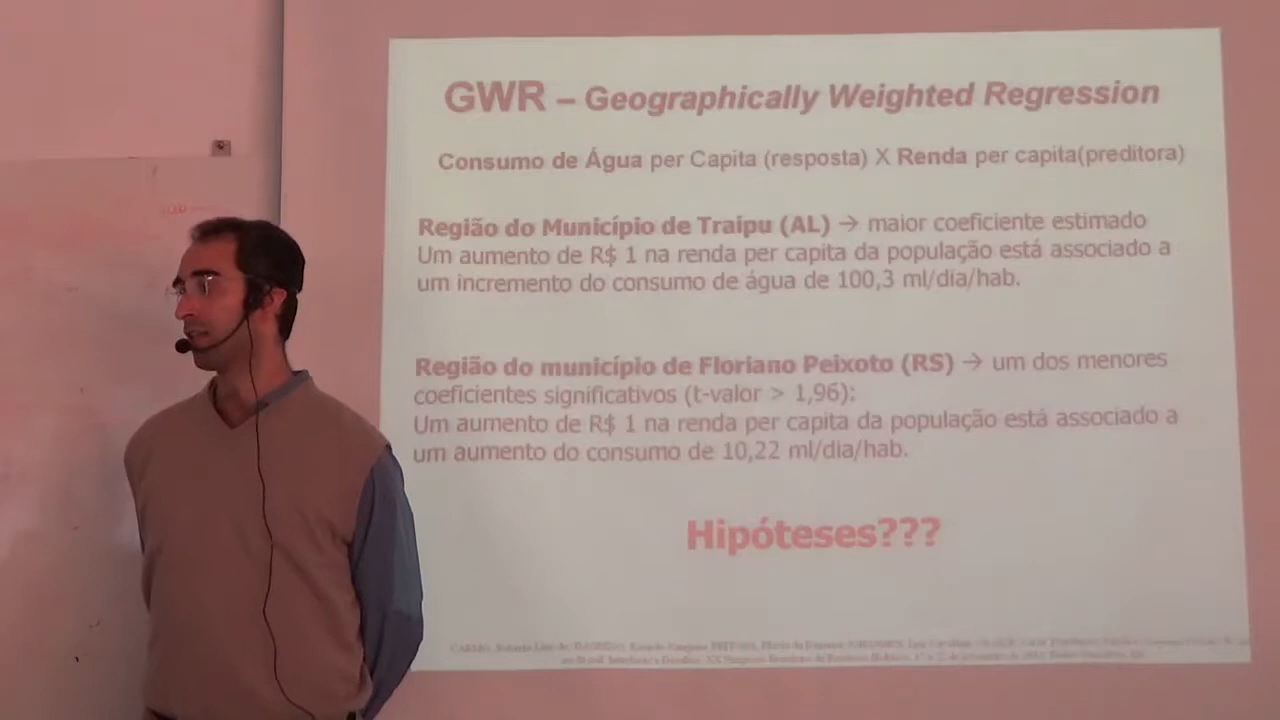 GWR – Geographically Weighted Regression
Consumo de Água per Capita (resposta) X Renda per capita(preditora)
Região do Município de Traipu (AL) → maior coeficiente estimado
Um aumento de R$ 1 na renda per capita da população está associado a
um incremento do consumo de água de 100,3 ml/dia/hab.
Região do município de Floriano Peixoto (RS) → um dos menores
coeficientes significativos (t-valor > 1,96):
Um aumento de R$ 1 na renda per capita da população está associado a
um aumento do consumo de 10,22 ml/dia/hab.
Hipóteses???